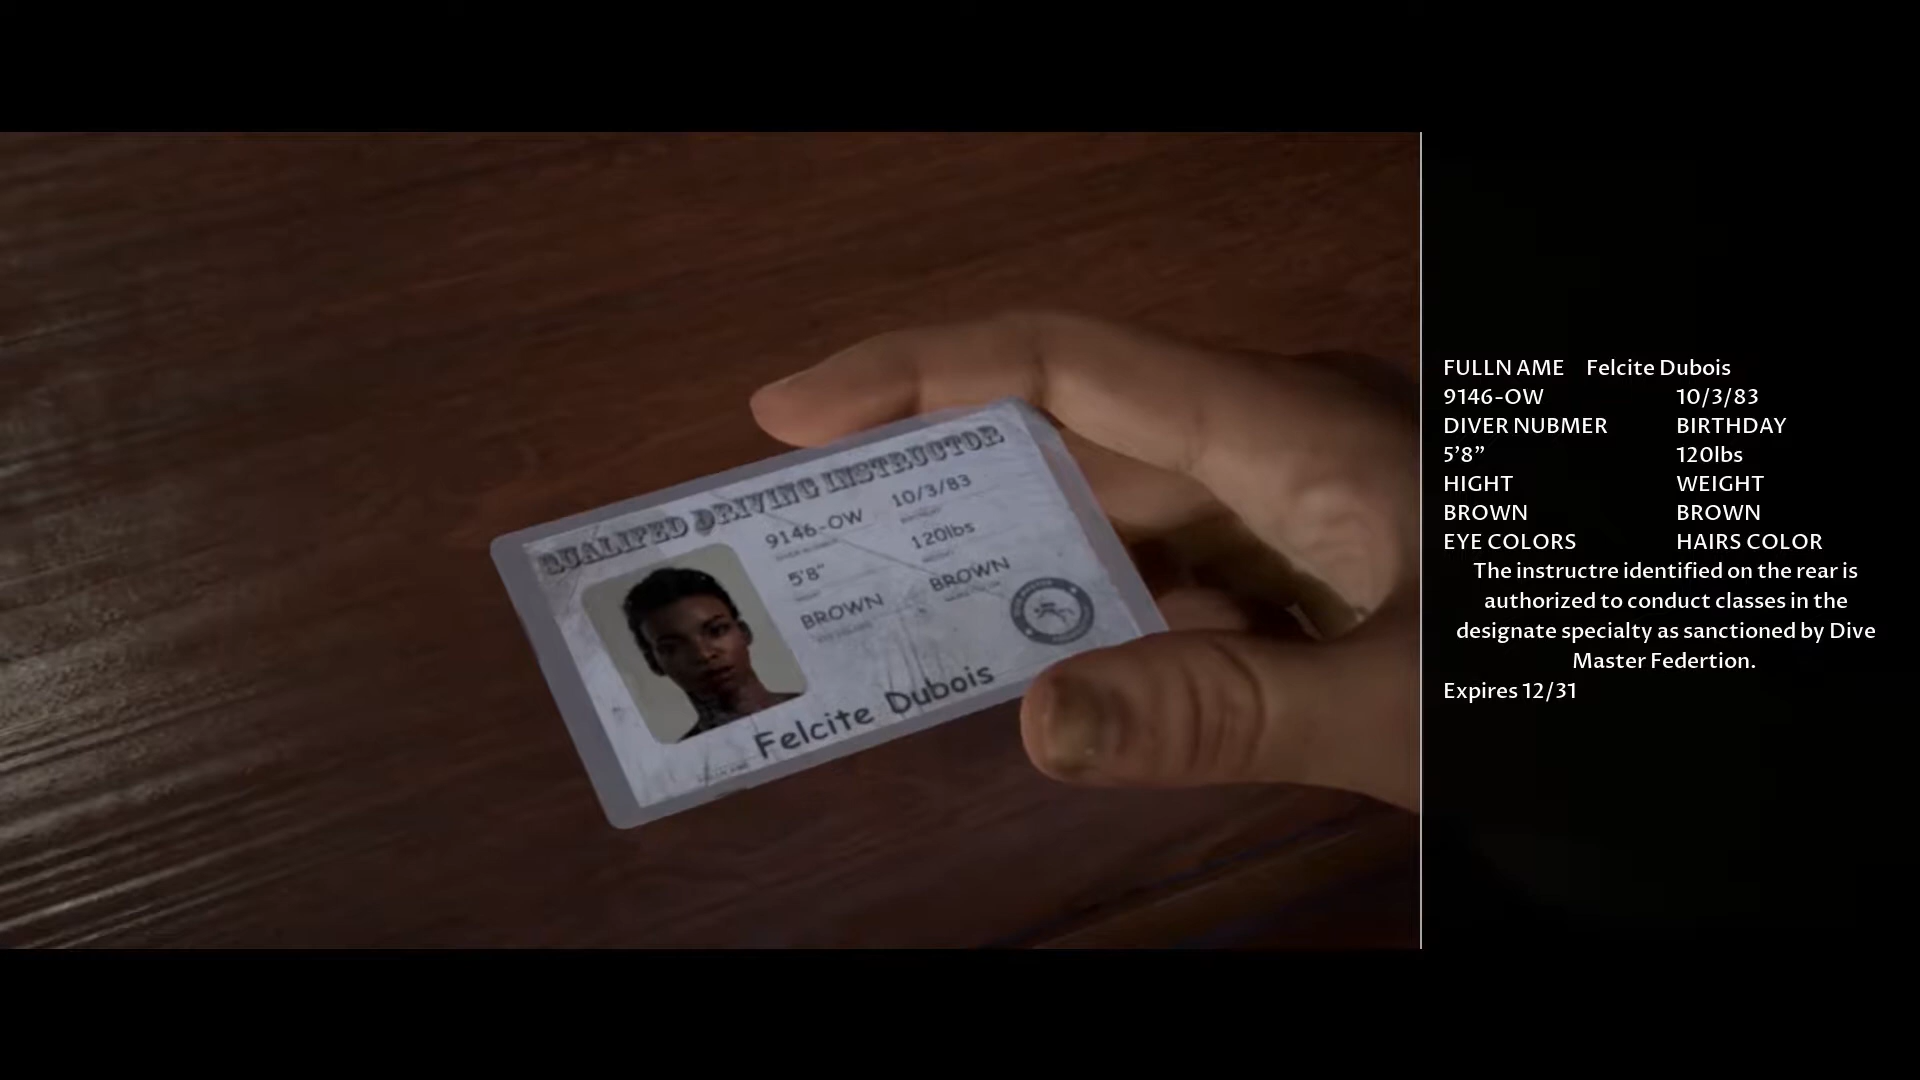 QUALIFED DRIVING INSTRUCTOR
9146-OW 10/3/83
5'8" 120lbs
BROWN BROWN
Felcite Dubois
FULLN AME Felcite Dubois
9146-OW 10/3/83
DIVER NUBMER BIRTHDAY
5’8” 120lbs
HIGHT WEIGHT
BROWN BROWN
EYE COLORS HAIRS COLOR
The instructre identified on the rear is
authorized to conduct classes in the
designate specialty as sanctioned by Dive
Master Federtion.
Expires 12/31